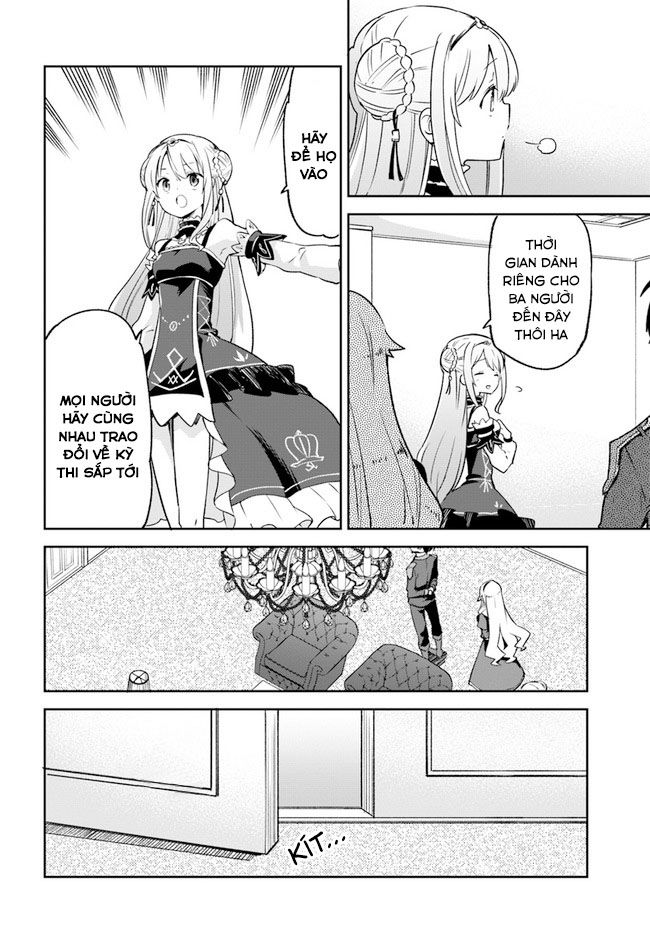 THỜI
GIAN DÀNH
RIÊNG CHO
BA NGƯỜI
ĐẾN ĐÂY
THÔI HA
HÃY
ĐỂ HỌ
VÀO
MỌI NGƯỜI
HÃY CÙNG
NHAU TRAO
ĐỔI VỀ KỲ
THI SẮP TỚI
KÍT...